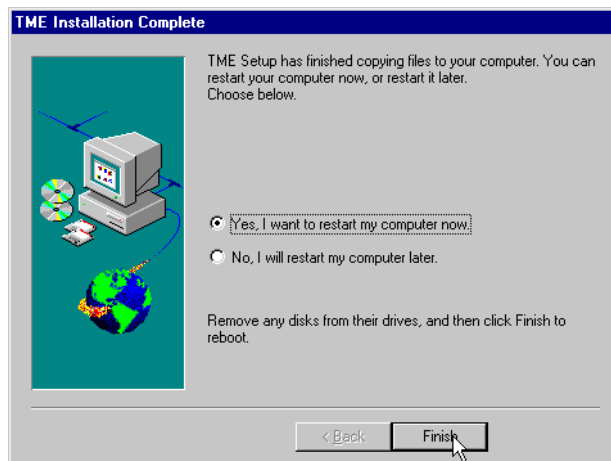 TME Installation Complete
TME Setup has finished copying files to your computer. You can
restart your computer now, or restart it later.
Choose below.
Yes, I want to restart my computer now.
No, I will restart my computer later.
Remove any disks from their drives, and then click Finish to
reboot.
< Back
Finish